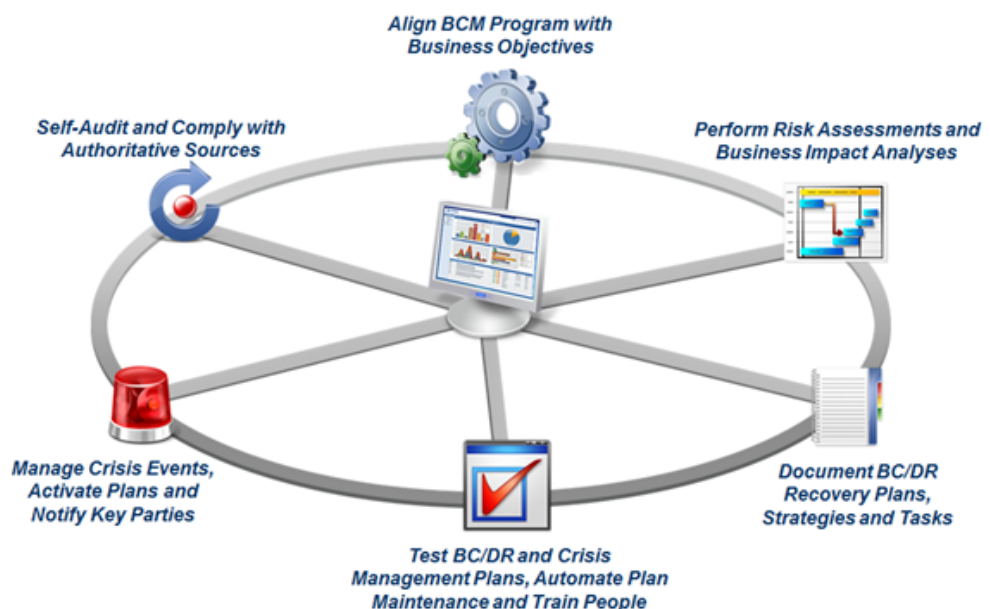 Align BCM Program with
Business Objectives
Self-Audit and Comply with
Authoritative Sources
Perform Risk Assessments and
Business Impact Analyses
Manage Crisis Events,
Activate Plans and
Notify Key Parties
Document BC/DR
Recovery Plans,
Strategies and Tasks
Test BC/DR and Crisis
Management Plans, Automate Plan
Maintenance and Train People